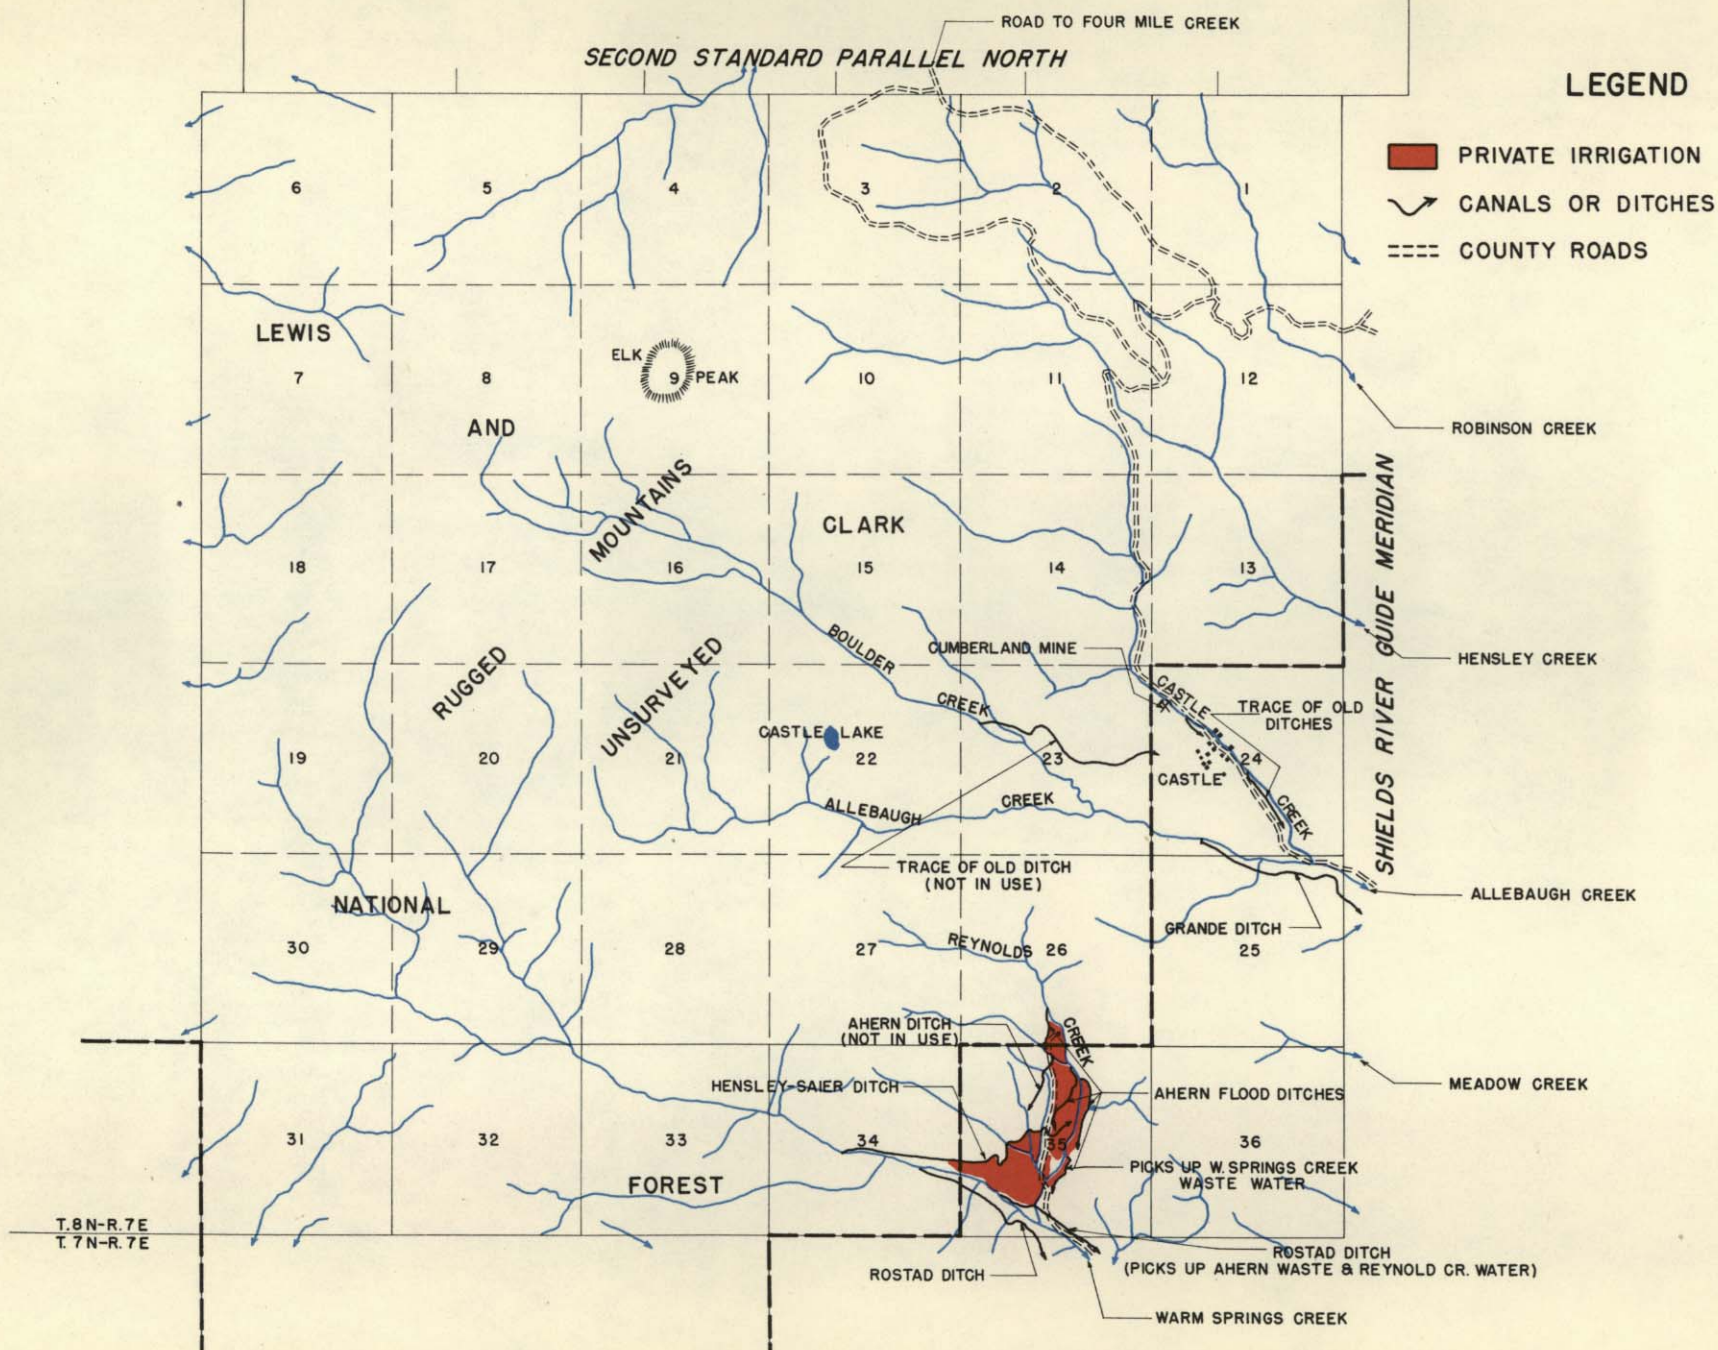 ROAD TO FOUR MILE CREEK
SECOND STANDARD PARALLEL NORTH
LEGEND
PRIVATE IRRIGATION
CANALS OR DITCHES
COUNTY ROADS
6 5 4 3 2 1
LEWIS
ELK PEAK
7 8 9 10 11 12
AND
ROBINSON CREEK
MOUNTAINS
CLARK
18 17 16 15 14 13
SHIELDS RIVER GUIDE MERIDIAN
BOULDER CREEK
CUMBERLAND MINE
HENSLEY CREEK
RUGGED
UNSURVEYED
CASTLE CREEK
TRACE OF OLD
DITCHES
CASTLE LAKE
19 20 21 22 23 24
CASTLE
ALLEBAUGH CREEK
TRACE OF OLD DITCH
(NOT IN USE)
ALLEBAUGH CREEK
NATIONAL
GRANDE DITCH
30 29 28 27 26 25
REYNOLDS CREEK
AHERN DITCH
(NOT IN USE)
HENSLEY-SAIER DITCH
MEADOW CREEK
AHERN FLOOD DITCHES
31 32 33 34 35 36
PICKS UP W. SPRINGS CREEK
WASTE WATER
FOREST
T.8N-R.7E
T.7N-R.7E
ROSTAD DITCH
(PICKS UP AHERN WASTE & REYNOLD CR. WATER)
ROSTAD DITCH
WARM SPRINGS CREEK